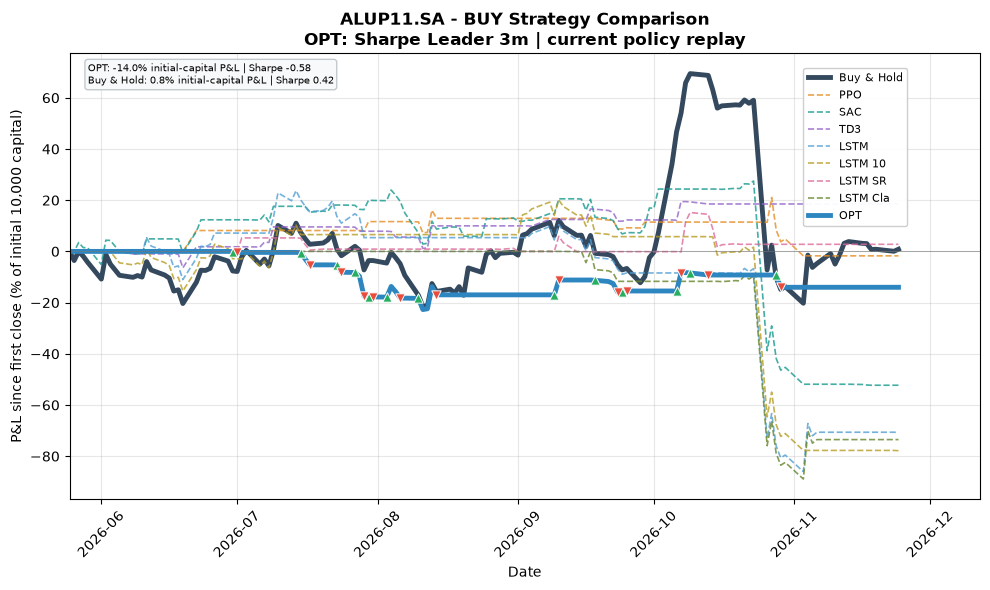 ALUP11.SA - BUY Strategy Comparison
OPT: Sharpe Leader 3m | current policy replay
OPT: -14.0% initial-capital P&L | Sharpe -0.58
Buy & Hold: 0.8% initial-capital P&L | Sharpe 0.42
Buy & Hold
PPO
SAC
TD3
LSTM
LSTM 10
LSTM SR
LSTM Cla
OPT
P&L since first close (% of initial 10,000 capital)
60
40
20
0
−20
−40
−60
−80
2026-06
2026-07
2026-08
2026-09
2026-10
2026-11
2026-12
Date